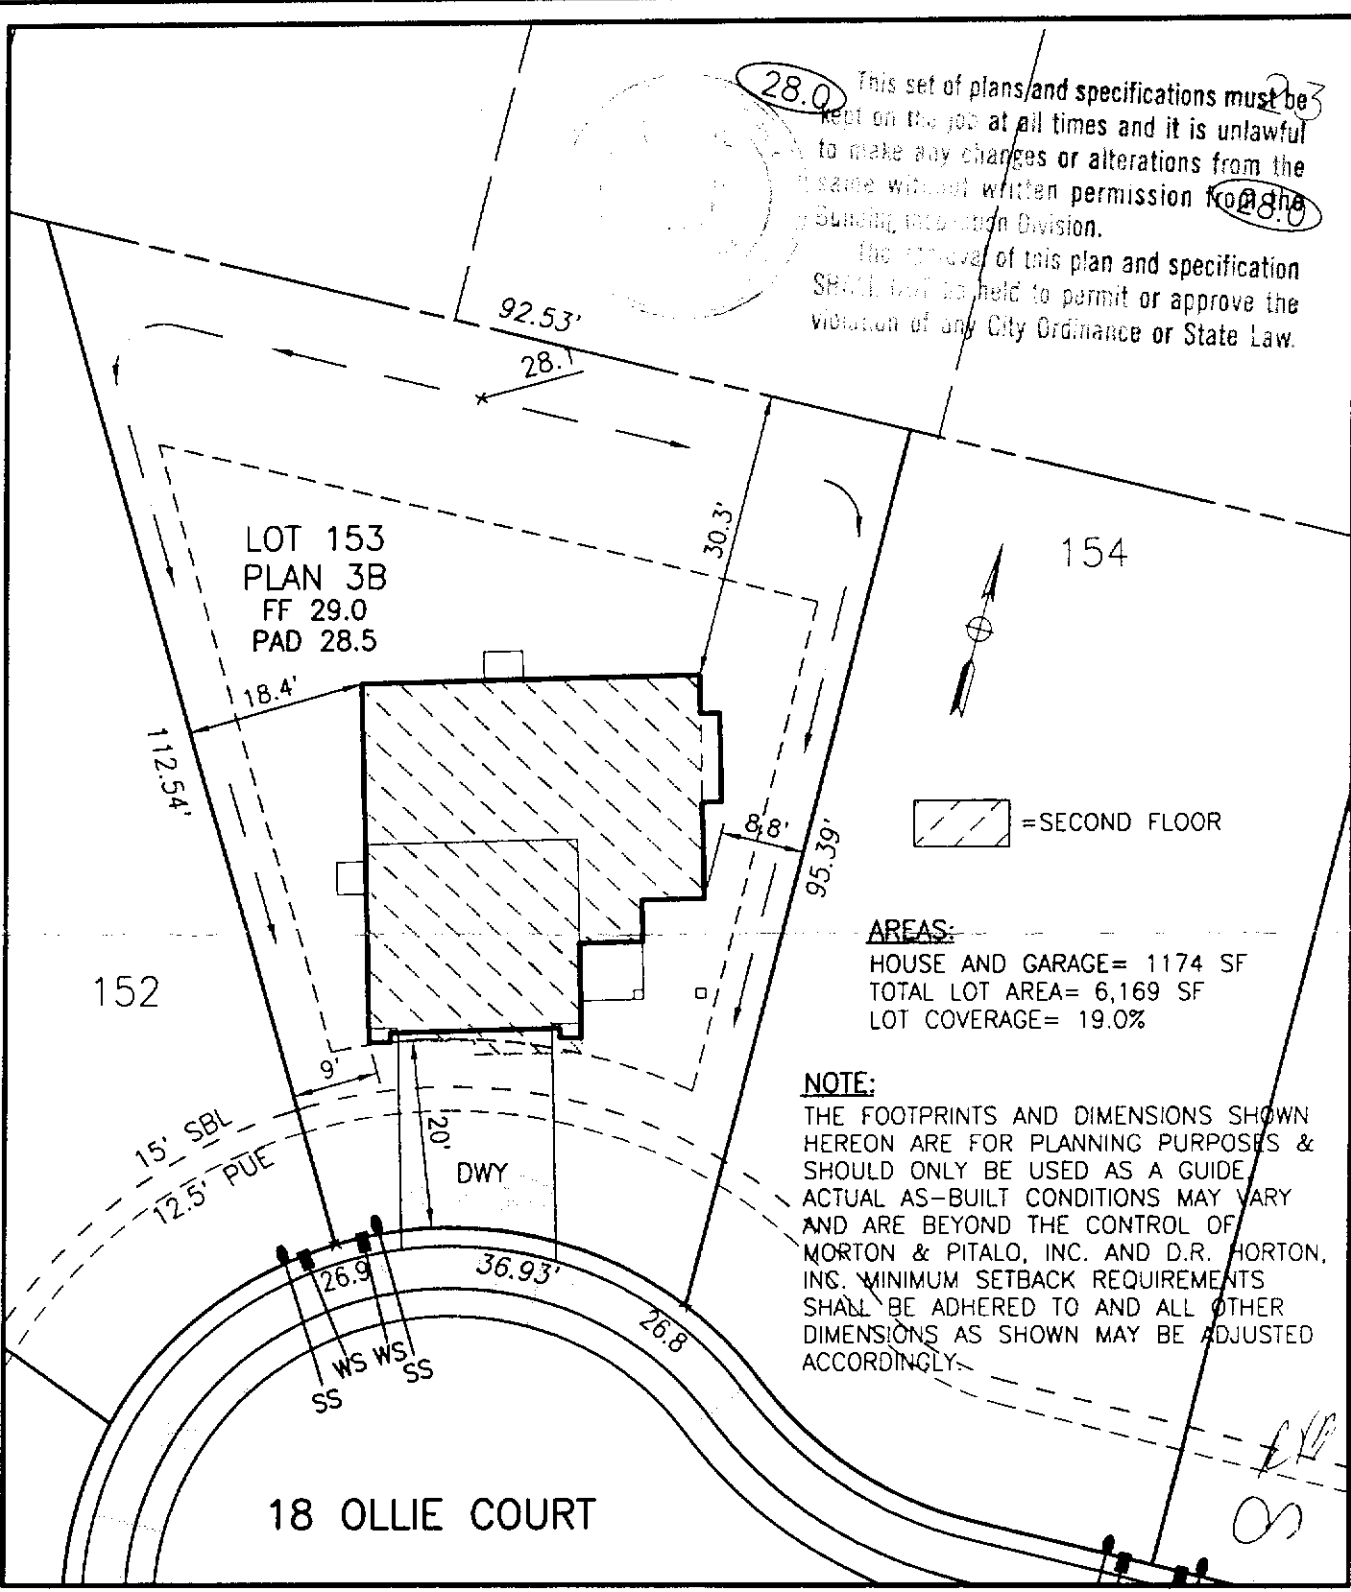 28.0
This set of plans and specifications must be
kept on the job at all times and it is unlawful
to make any changes or alterations from the
same without written permission from the
28.0
Building Inspection Division.
The approval of this plan and specification
SHALL NOT be held to permit or approve the
violation of any City Ordinance or State Law.
92.53'
28.1
30.3'
LOT 153
PLAN 3B
FF 29.0
PAD 28.5
154
18.4'
112.54'
=SECOND FLOOR
8.8'
95.39'
AREAS:
HOUSE AND GARAGE= 1174 SF
TOTAL LOT AREA= 6,169 SF
LOT COVERAGE= 19.0%
152
9'
NOTE:
THE FOOTPRINTS AND DIMENSIONS SHOWN
HEREON ARE FOR PLANNING PURPOSES &
SHOULD ONLY BE USED AS A GUIDE
ACTUAL AS-BUILT CONDITIONS MAY VARY
AND ARE BEYOND THE CONTROL OF
MORTON & PITALO, INC. AND D.R. HORTON,
INC. MINIMUM SETBACK REQUIREMENTS
SHALL BE ADHERED TO AND ALL OTHER
DIMENSIONS AS SHOWN MAY BE ADJUSTED
ACCORDINGLY.
15' SBL
12.5' PUE
20'
DWY
26.9
36.93'
26.8
SS
WS
WS
SS
18 OLLIE COURT